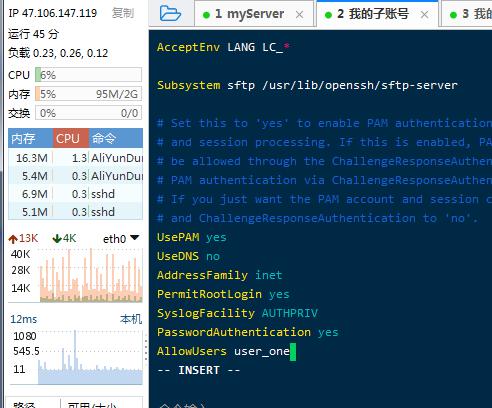 IP 47.106.147.119 复制
运行 45 分
负载 0.23, 0.26, 0.12
CPU 6%
内存 5% 95M/2G
交换 0% 0/0
内存 CPU 命令
16.3M 1.3 AliYunDun
5.4M 0.3 AliYunDun
6.9M 0.3 sshd
5.1M 0.3 sshd
13K 4K eth0
40K
28K
14K
12ms 本机
1080
545.5
11
路径 可用/大小
1 myServer
2 我的子账号
3 我的
AcceptEnv LANG LC_*
Subsystem sftp /usr/lib/openssh/sftp-server
# Set this to 'yes' to enable PAM authentication
# and session processing. If this is enabled, PA
# be allowed through the ChallengeResponseAuthen
# PAM authentication via ChallengeResponseAuthen
# If you just want the PAM account and session c
# and ChallengeResponseAuthentication to 'no'.
UsePAM yes
UseDNS no
AddressFamily inet
PermitRootLogin yes
SyslogFacility AUTHPRIV
PasswordAuthentication yes
AllowUsers user_one
-- INSERT --